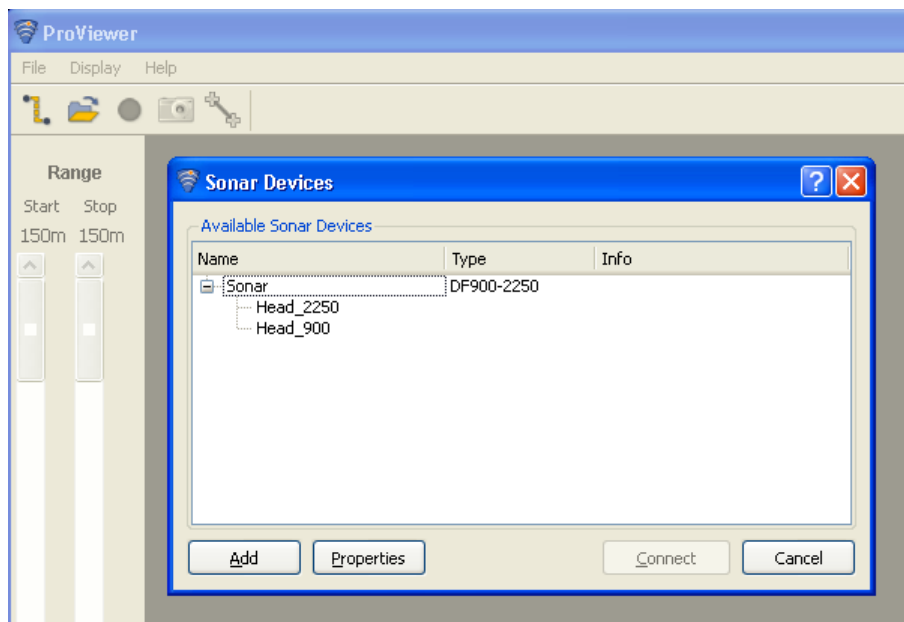 ProViewer
File Display Help
Range
Start Stop
150m 150m
Sonar Devices
?
Available Sonar Devices
Name Type Info
Sonar DF900-2250
Head_2250
Head_900
Add Properties Connect Cancel